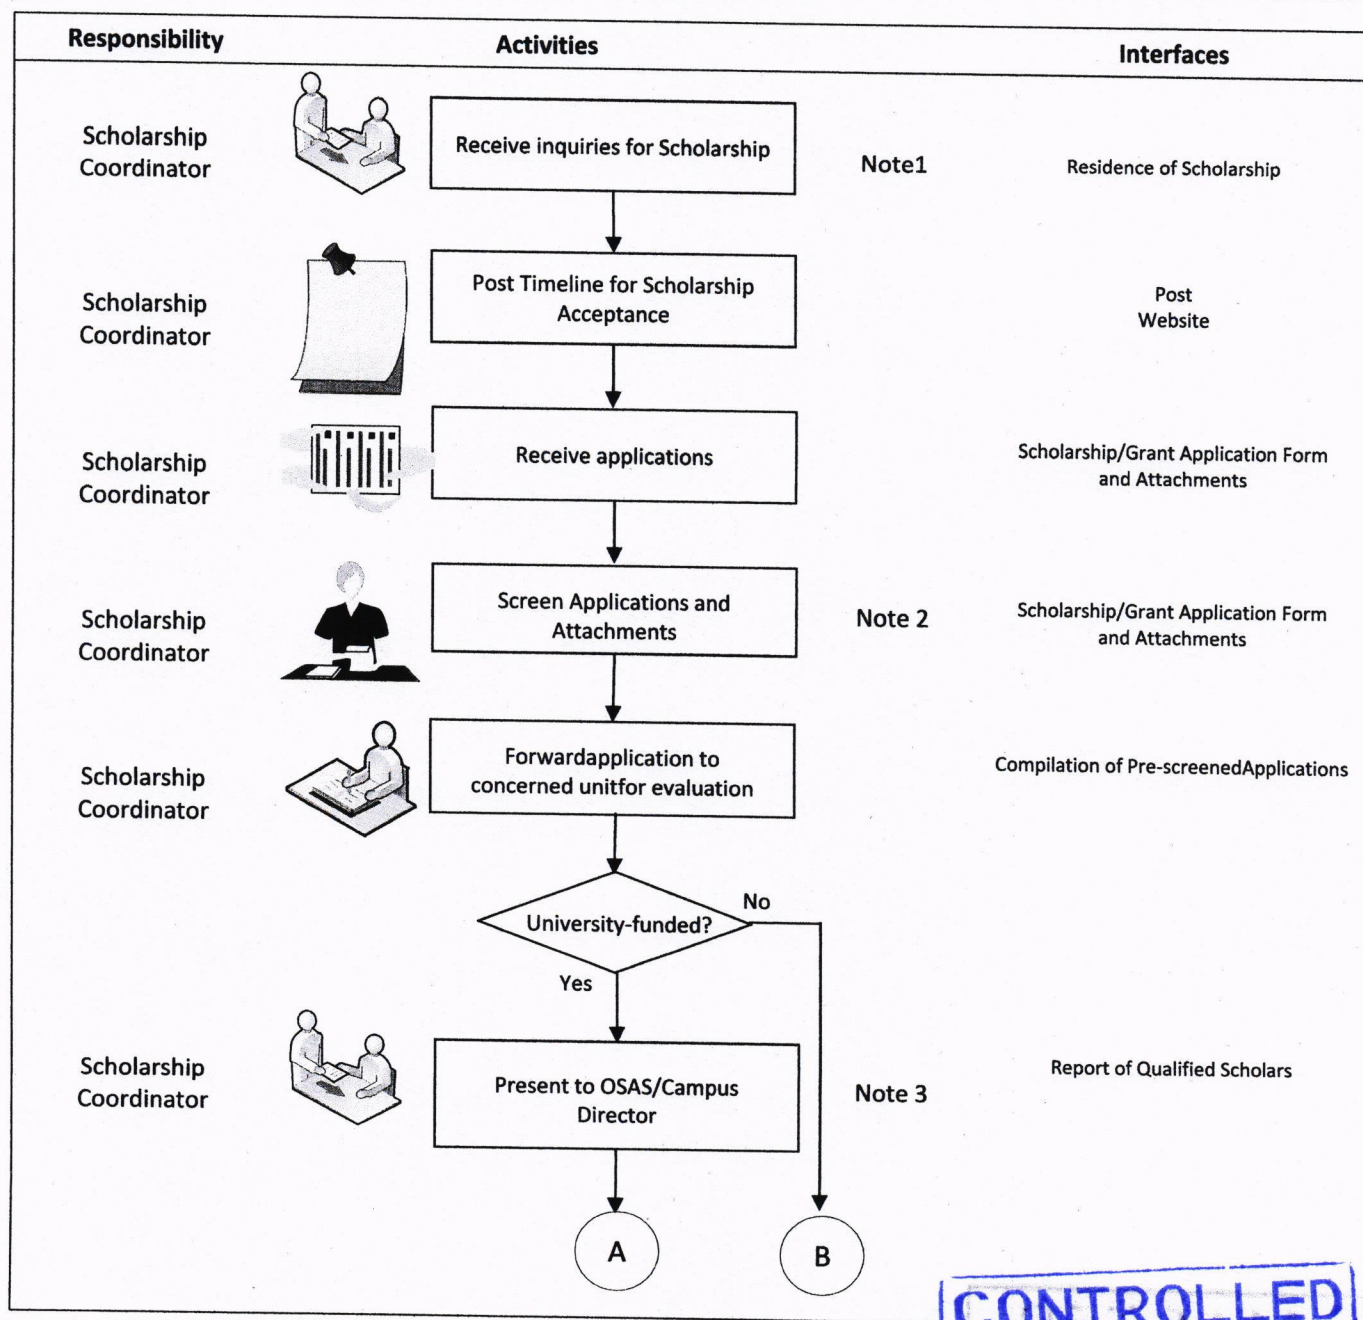 Responsibility
Activities
Interfaces
Scholarship
Coordinator
Receive inquiries for Scholarship
Note1
Residence of Scholarship
Scholarship
Coordinator
Post Timeline for Scholarship
Acceptance
Post
Website
Scholarship
Coordinator
Receive applications
Scholarship/Grant Application Form
and Attachments
Scholarship
Coordinator
Screen Applications and
Attachments
Note 2
Scholarship/Grant Application Form
and Attachments
Scholarship
Coordinator
Forwardapplication to
concerned unitfor evaluation
Compilation of Pre-screenedApplications
University-funded?
No
Yes
Scholarship
Coordinator
Present to OSAS/Campus
Director
Note 3
Report of Qualified Scholars
A
B
CONTROLLED